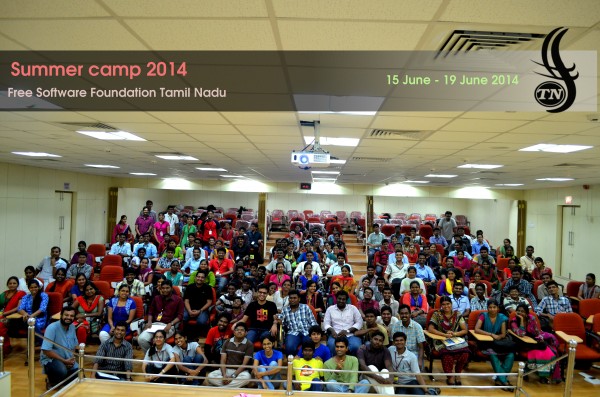 Summer camp 2014
Free Software Foundation Tamil Nadu
15 June - 19 June 2014
TN